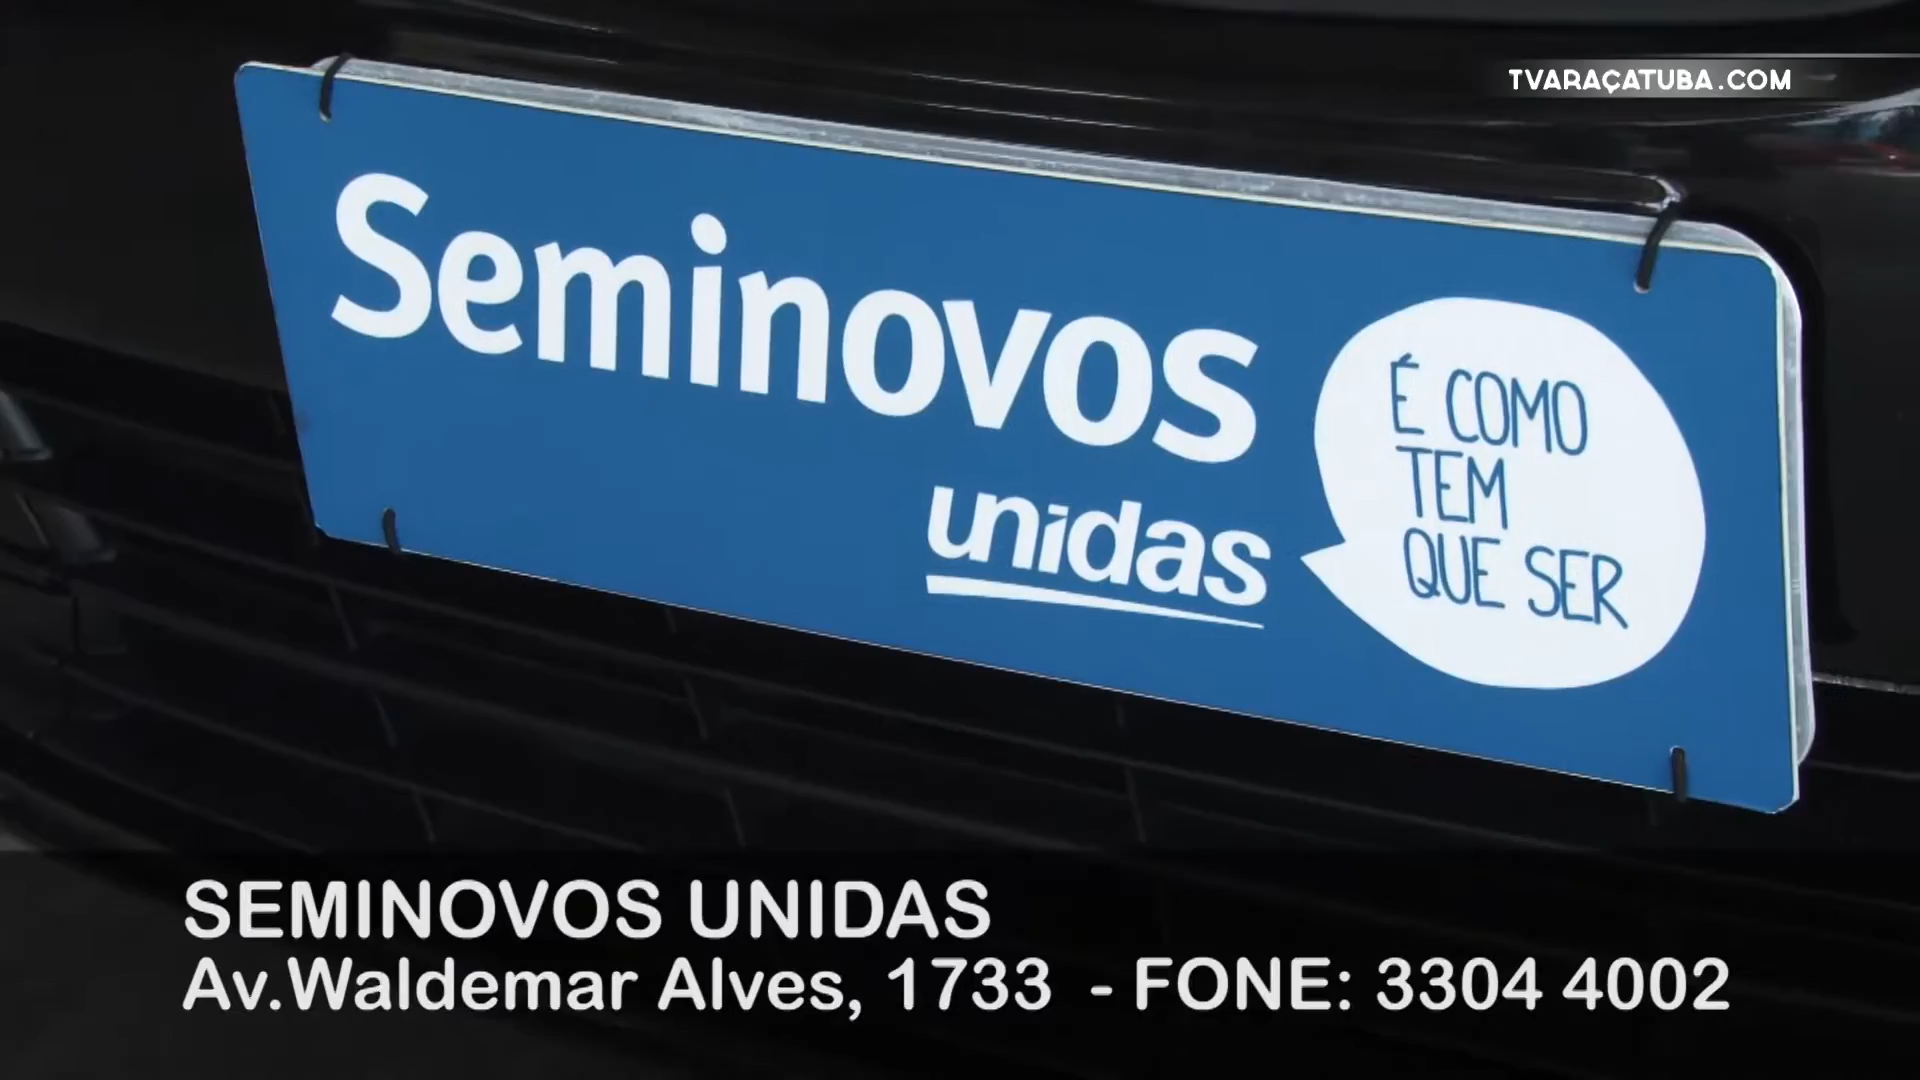 TVARAÇATUBA.COM
Seminovos
unidas
É COMO
TEM
QUE SER
SEMINOVOS UNIDAS
Av.Waldemar Alves, 1733 - FONE: 3304 4002